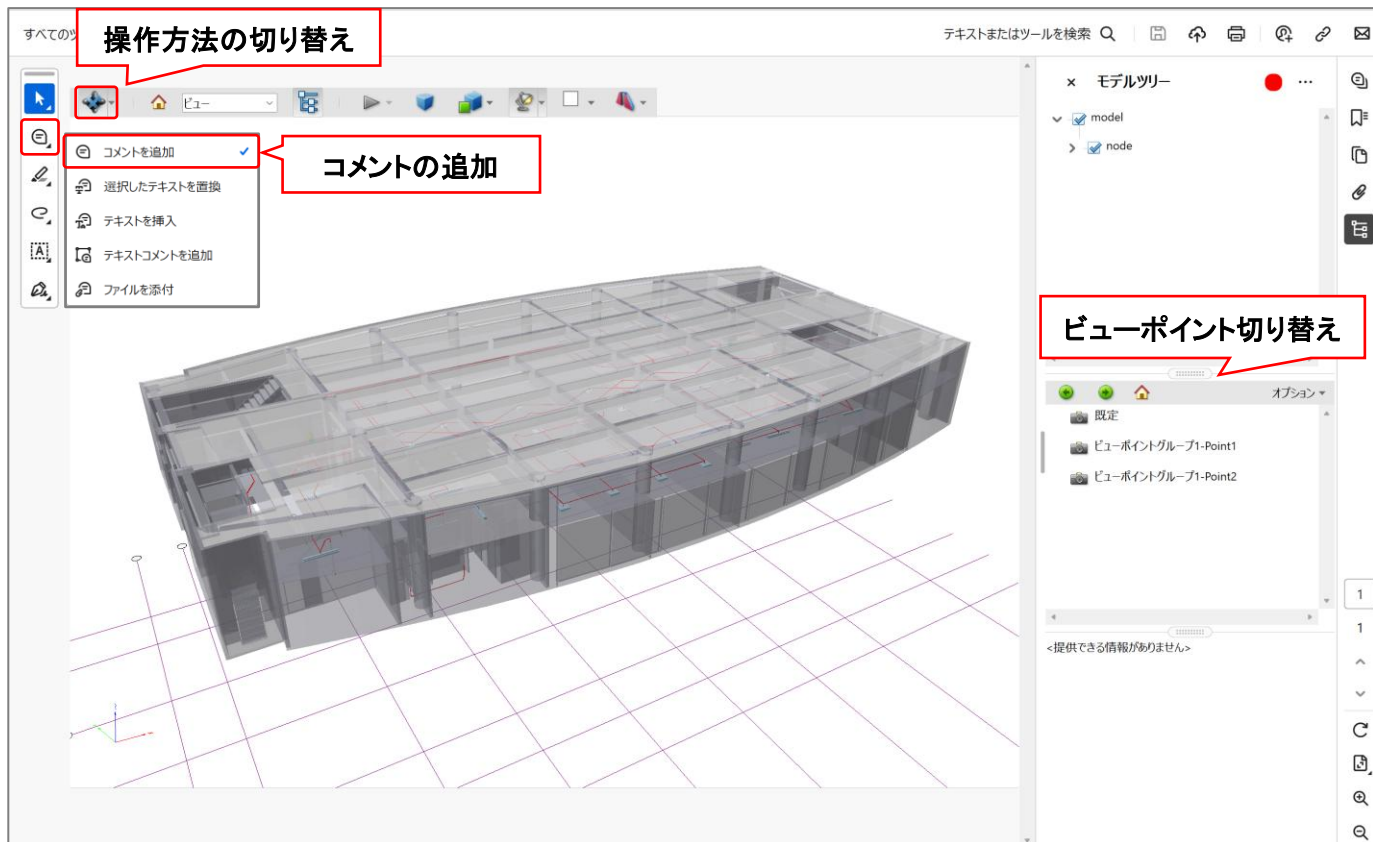 操作方法の切り替え
すべてのツ
テキストまたはツールを検索
ビュー
コメントを追加
選択したテキストを置換
テキストを挿入
テキストコメントを追加
ファイルを添付
コメントの追加
モデルツリー
model
node
ビューポイント切り替え
オプション
既定
ビューポイントグループ1-Point1
ビューポイントグループ1-Point2
<提供できる情報がありません>
1
1